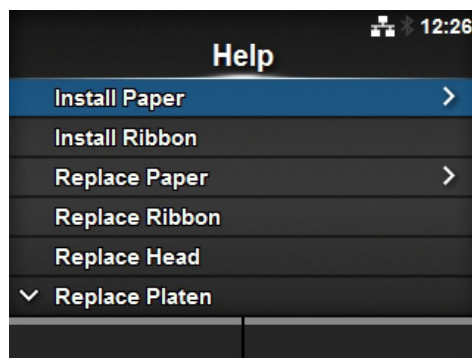 12:26
Help
Install Paper
Install Ribbon
Replace Paper
Replace Ribbon
Replace Head
Replace Platen